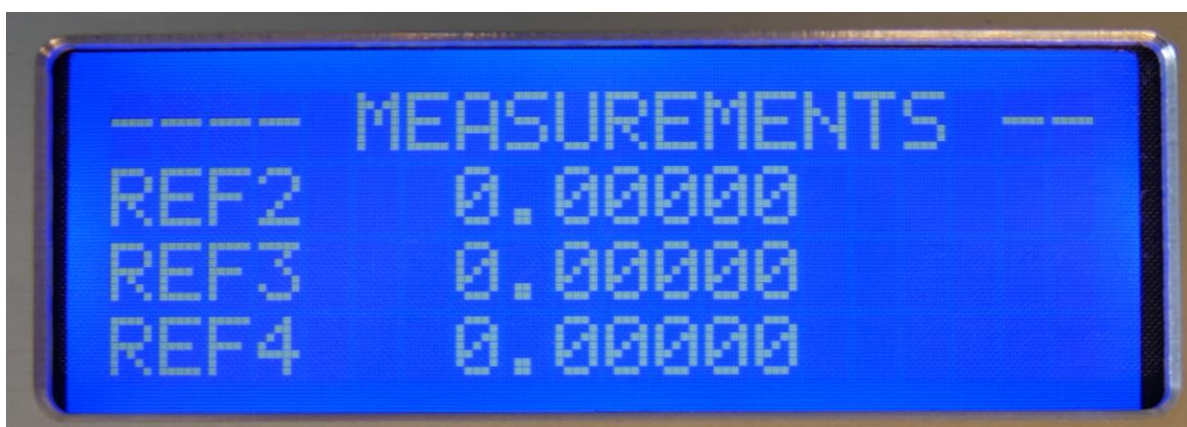 ---- MEASUREMENTS --
REF2 0.00000
REF3 0.00000
REF4 0.00000